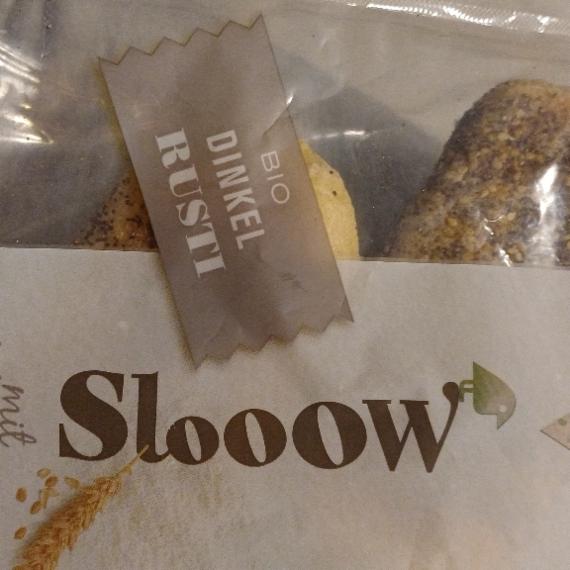 BIO
DINKEL
RUSTI
Slooow
mit